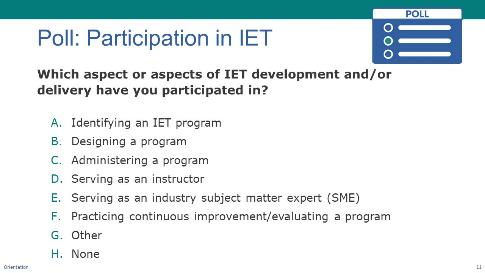 POLL
Poll: Participation in IET
Which aspect or aspects of IET development and/or
delivery have you participated in?
A. Identifying an IET program
B. Designing a program
C. Administering a program
D. Serving as an instructor
E. Serving as an industry subject matter expert (SME)
F. Practicing continuous improvement/evaluating a program
G. Other
H. None
Orientation
11